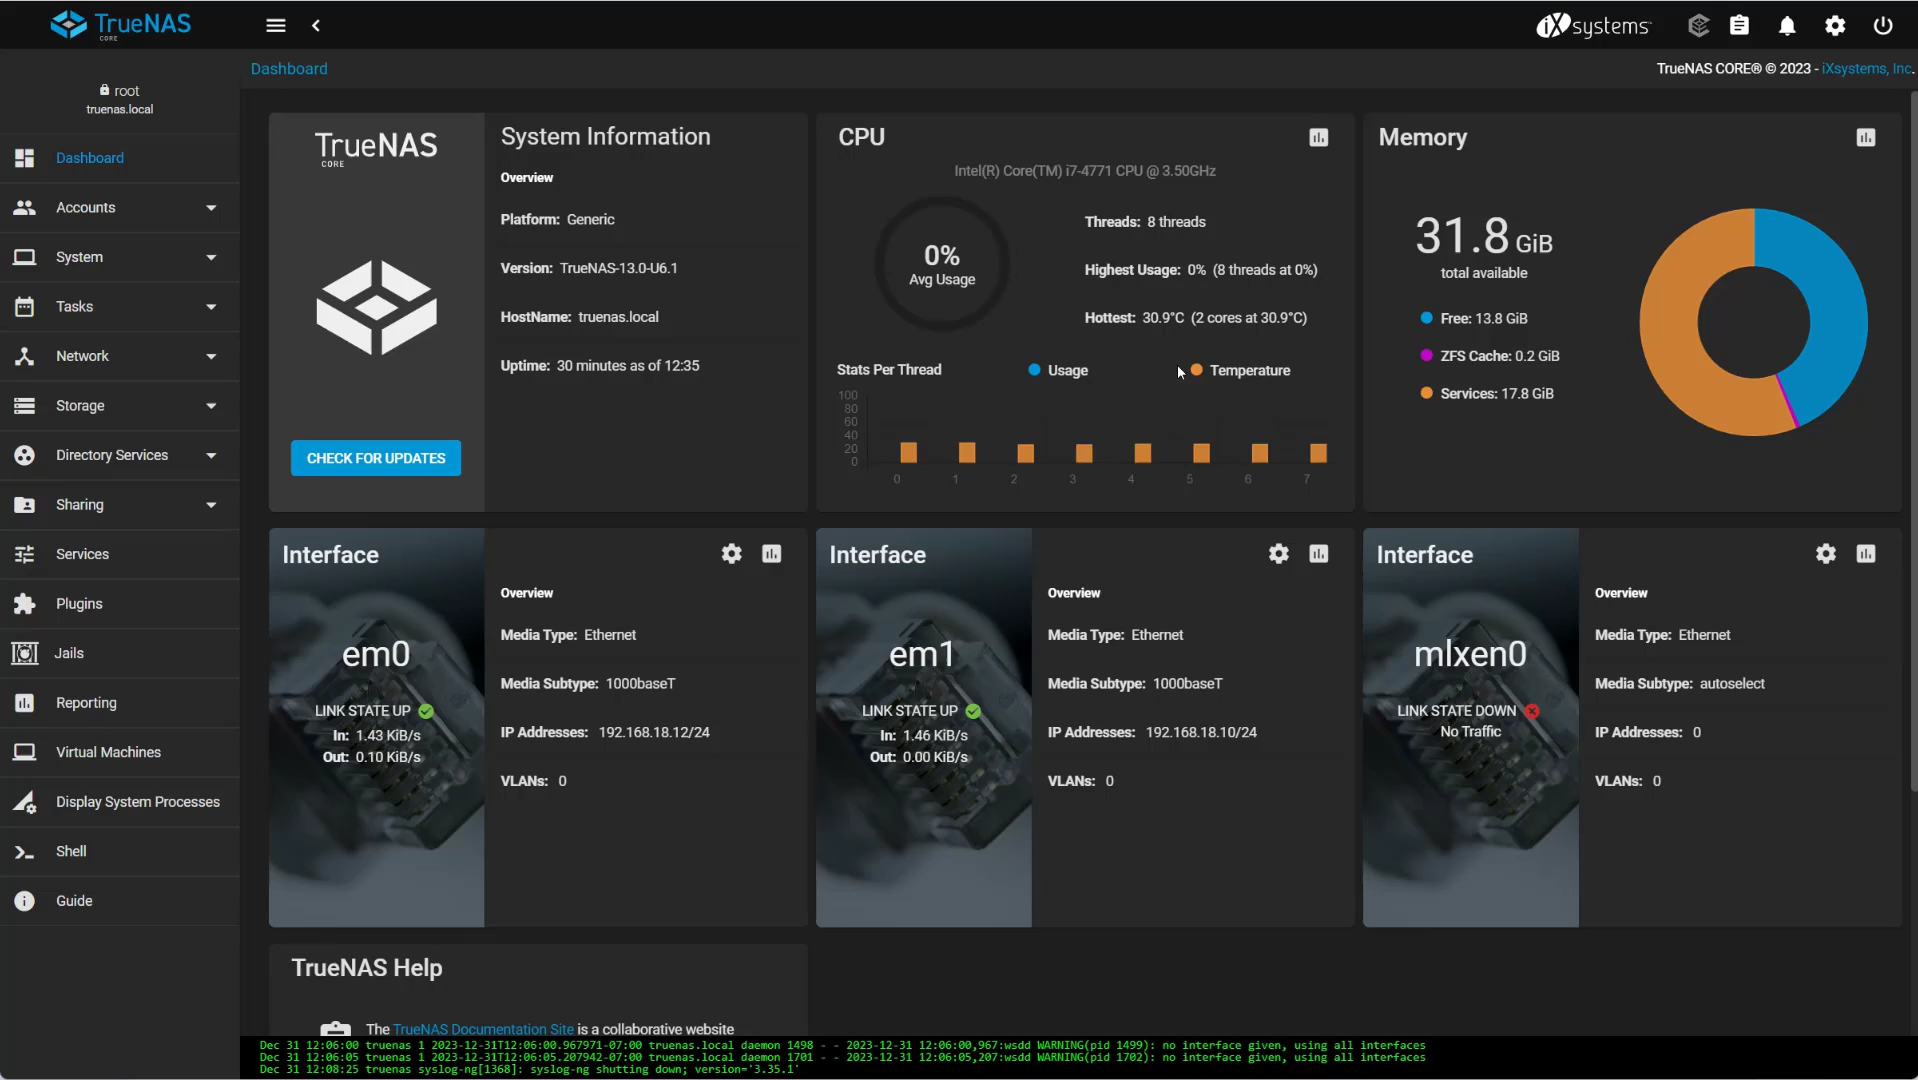 TrueNAS
CORE
iXsystems
root
truenas.local
Dashboard
TrueNAS CORE® © 2023 - iXsystems, Inc.
Dashboard
Accounts
System
Tasks
Network
Storage
Directory Services
Sharing
Services
Plugins
Jails
Reporting
Virtual Machines
Display System Processes
Shell
Guide
TrueNAS
CORE
CHECK FOR UPDATES
System Information
Overview
Platform: Generic
Version: TrueNAS-13.0-U6.1
HostName: truenas.local
Uptime: 30 minutes as of 12:35
CPU
Intel(R) Core(TM) i7-4771 CPU @ 3.50GHz
0%
Avg Usage
Threads: 8 threads
Highest Usage: 0% (8 threads at 0%)
Hottest: 30.9°C (2 cores at 30.9°C)
Stats Per Thread
Usage
Temperature
100
80
60
40
20
0
0 1 2 3 4 5 6 7
Memory
31.8 GiB
total available
Free: 13.8 GiB
ZFS Cache: 0.2 GiB
Services: 17.8 GiB
Interface
em0
LINK STATE UP
In: 1.43 KiB/s
Out: 0.10 KiB/s
Overview
Media Type: Ethernet
Media Subtype: 1000baseT
IP Addresses: 192.168.18.12/24
VLANs: 0
Interface
em1
LINK STATE UP
In: 1.46 KiB/s
Out: 0.00 KiB/s
Overview
Media Type: Ethernet
Media Subtype: 1000baseT
IP Addresses: 192.168.18.10/24
VLANs: 0
Interface
mlxen0
LINK STATE DOWN
No Traffic
Overview
Media Type: Ethernet
Media Subtype: autoselect
IP Addresses: 0
VLANs: 0
TrueNAS Help
The TrueNAS Documentation Site is a collaborative website
Dec 31 12:06:00 truenas 1 2023-12-31T12:06:00.967971-07:00 truenas.local daemon 1498 - - 2023-12-31 12:06:00,967:wsdd WARNING(pid 1499): no interface given, using all interfaces
Dec 31 12:06:05 truenas 1 2023-12-31T12:06:05.207942-07:00 truenas.local daemon 1701 - - 2023-12-31 12:06:05,207:wsdd WARNING(pid 1702): no interface given, using all interfaces
Dec 31 12:08:25 truenas syslog-ng[1368]: syslog-ng shutting down; version='3.35.1'